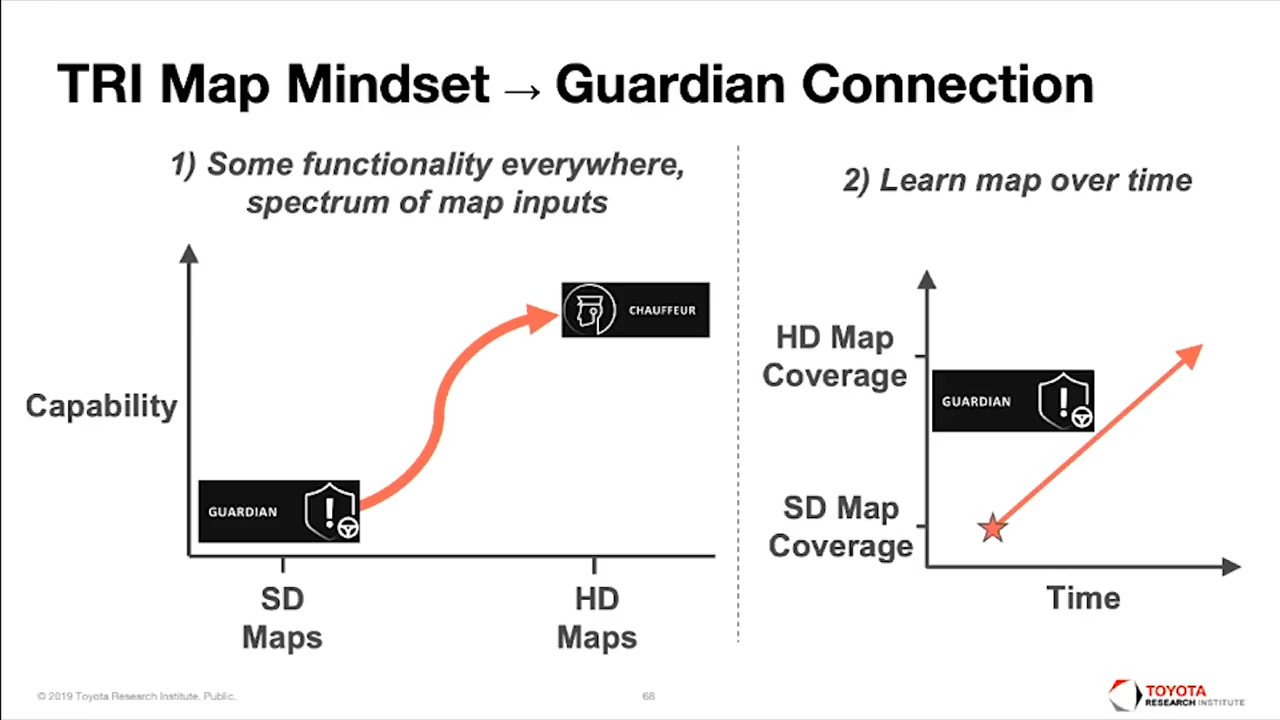 TRI Map Mindset → Guardian Connection
1) Some functionality everywhere,
spectrum of map inputs
2) Learn map over time
Capability
CHAUFFEUR
GUARDIAN
SD
Maps
HD
Maps
HD Map
Coverage
GUARDIAN
SD Map
Coverage
Time
© 2019 Toyota Research Institute. Public.
68
TOYOTA
RESEARCH INSTITUTE